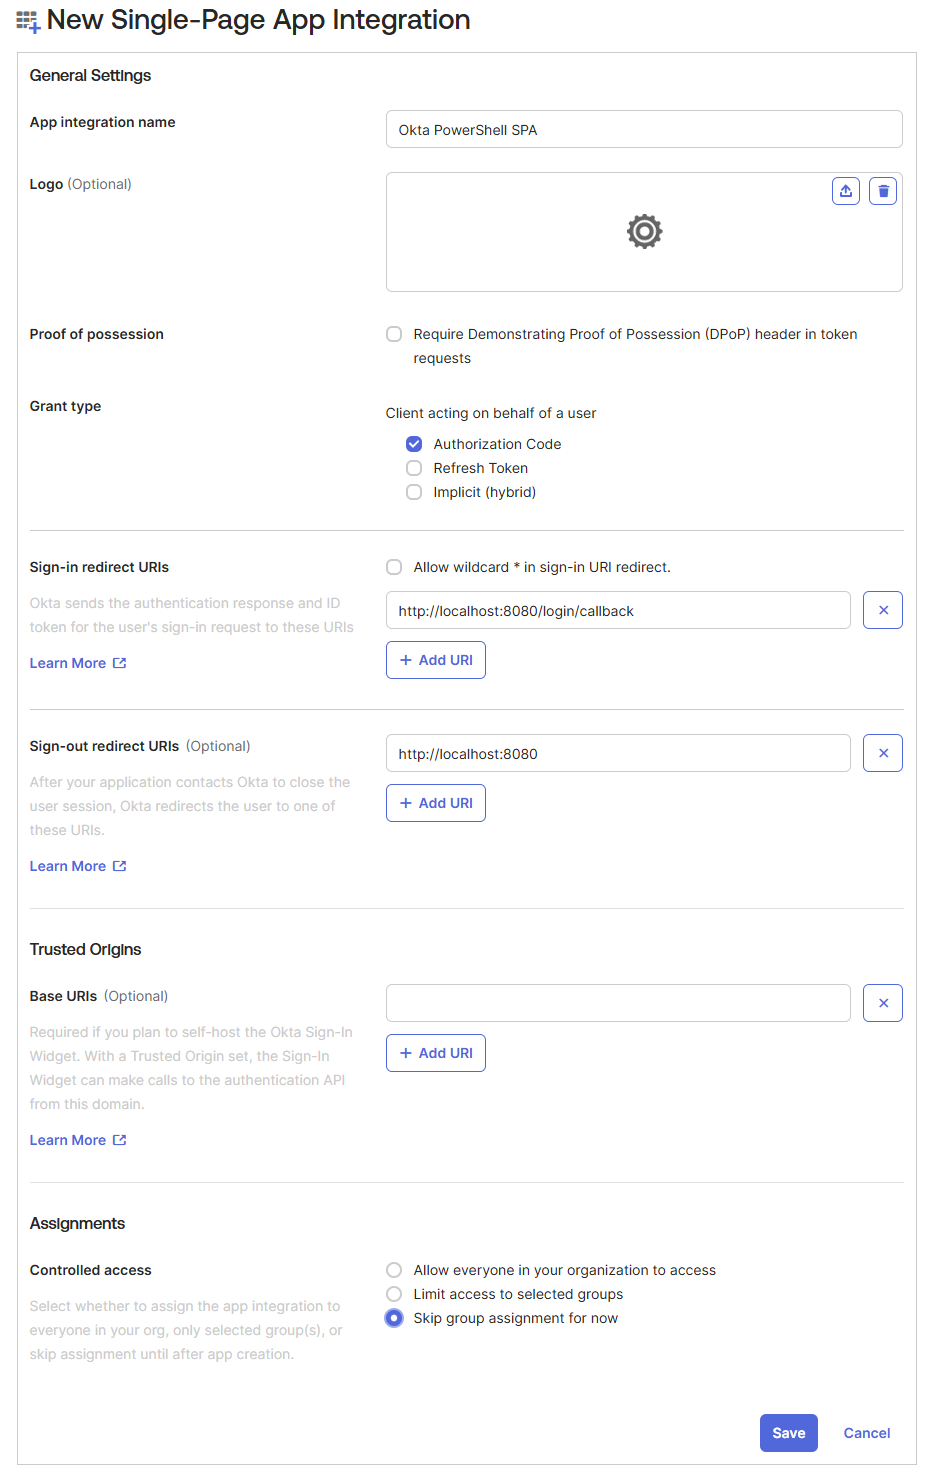 New Single-Page App Integration
General Settings
App integration name
Okta PowerShell SPA
Logo (Optional)
Proof of possession
Require Demonstrating Proof of Possession (DPoP) header in token
requests
Grant type
Client acting on behalf of a user
Authorization Code
Refresh Token
Implicit (hybrid)
Sign-in redirect URIs
Allow wildcard * in sign-in URI redirect.
Okta sends the authentication response and ID
token for the user's sign-in request to these URIs
Learn More
http://localhost:8080/login/callback
+ Add URI
Sign-out redirect URIs (Optional)
After your application contacts Okta to close the
user session, Okta redirects the user to one of
these URIs.
Learn More
http://localhost:8080
+ Add URI
Trusted Origins
Base URIs (Optional)
Required if you plan to self-host the Okta Sign-In
Widget. With a Trusted Origin set, the Sign-In
Widget can make calls to the authentication API
from this domain.
Learn More
+ Add URI
Assignments
Controlled access
Select whether to assign the app integration to
everyone in your org, only selected group(s), or
skip assignment until after app creation.
Allow everyone in your organization to access
Limit access to selected groups
Skip group assignment for now
Save
Cancel